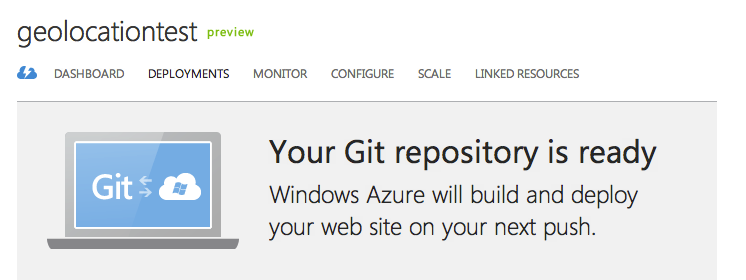 geolocationtest preview
DASHBOARD DEPLOYMENTS MONITOR CONFIGURE SCALE LINKED RESOURCES
Your Git repository is ready
Git
Windows Azure will build and deploy
your web site on your next push.